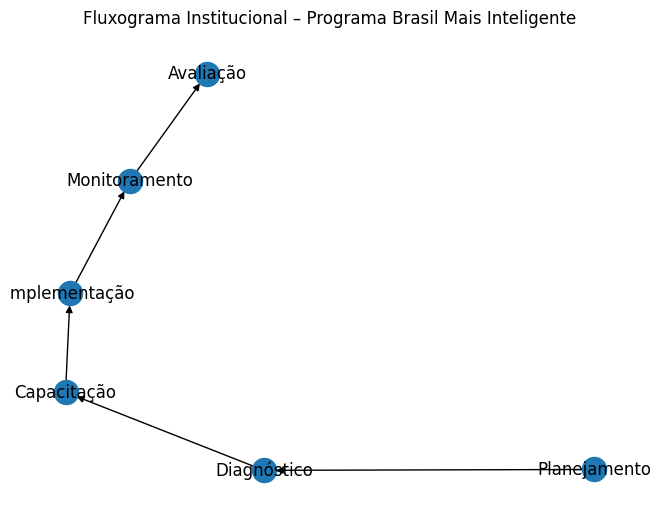 Fluxograma Institucional – Programa Brasil Mais Inteligente
Avaliação
Monitoramento
mplementação
Capacitação
Diagnóstico
Planejamento